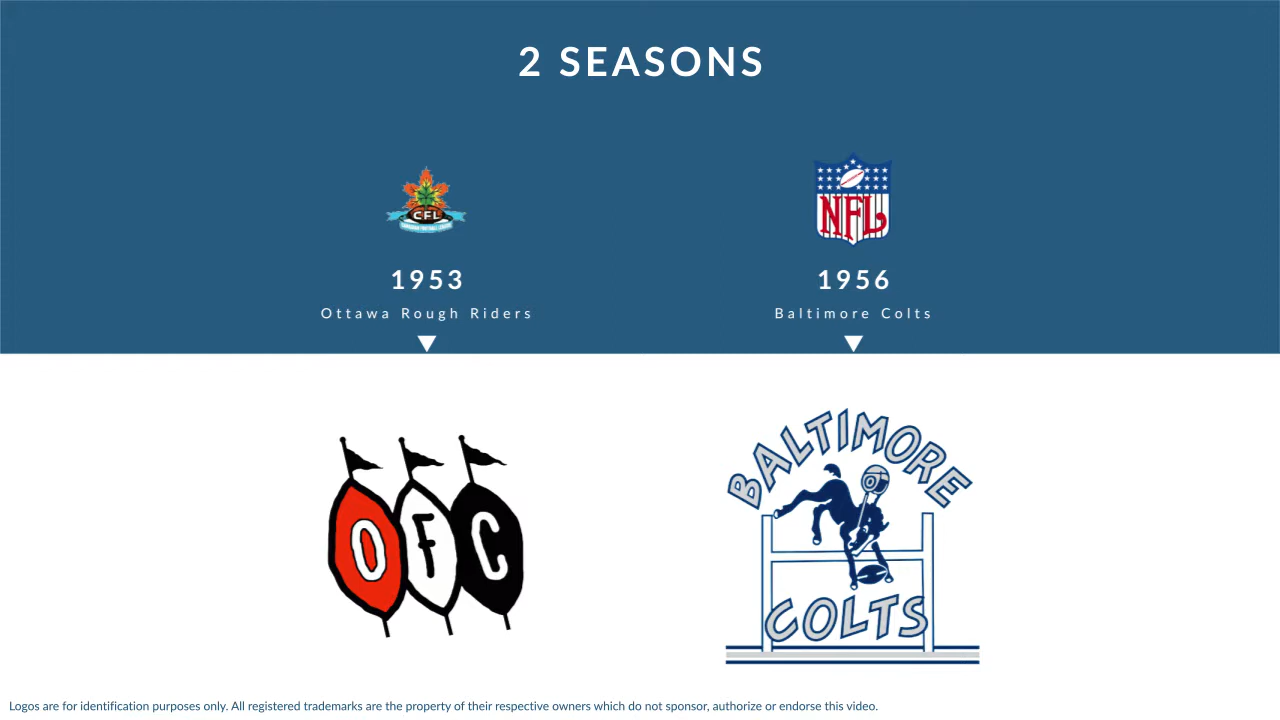 2 SEASONS
CFL
NFL
1953
1956
Ottawa Rough Riders
Baltimore Colts
OFC
BALTIMORE
COLTS
Logos are for identification purposes only. All registered trademarks are the property of their respective owners which do not sponsor, authorize or endorse this video.